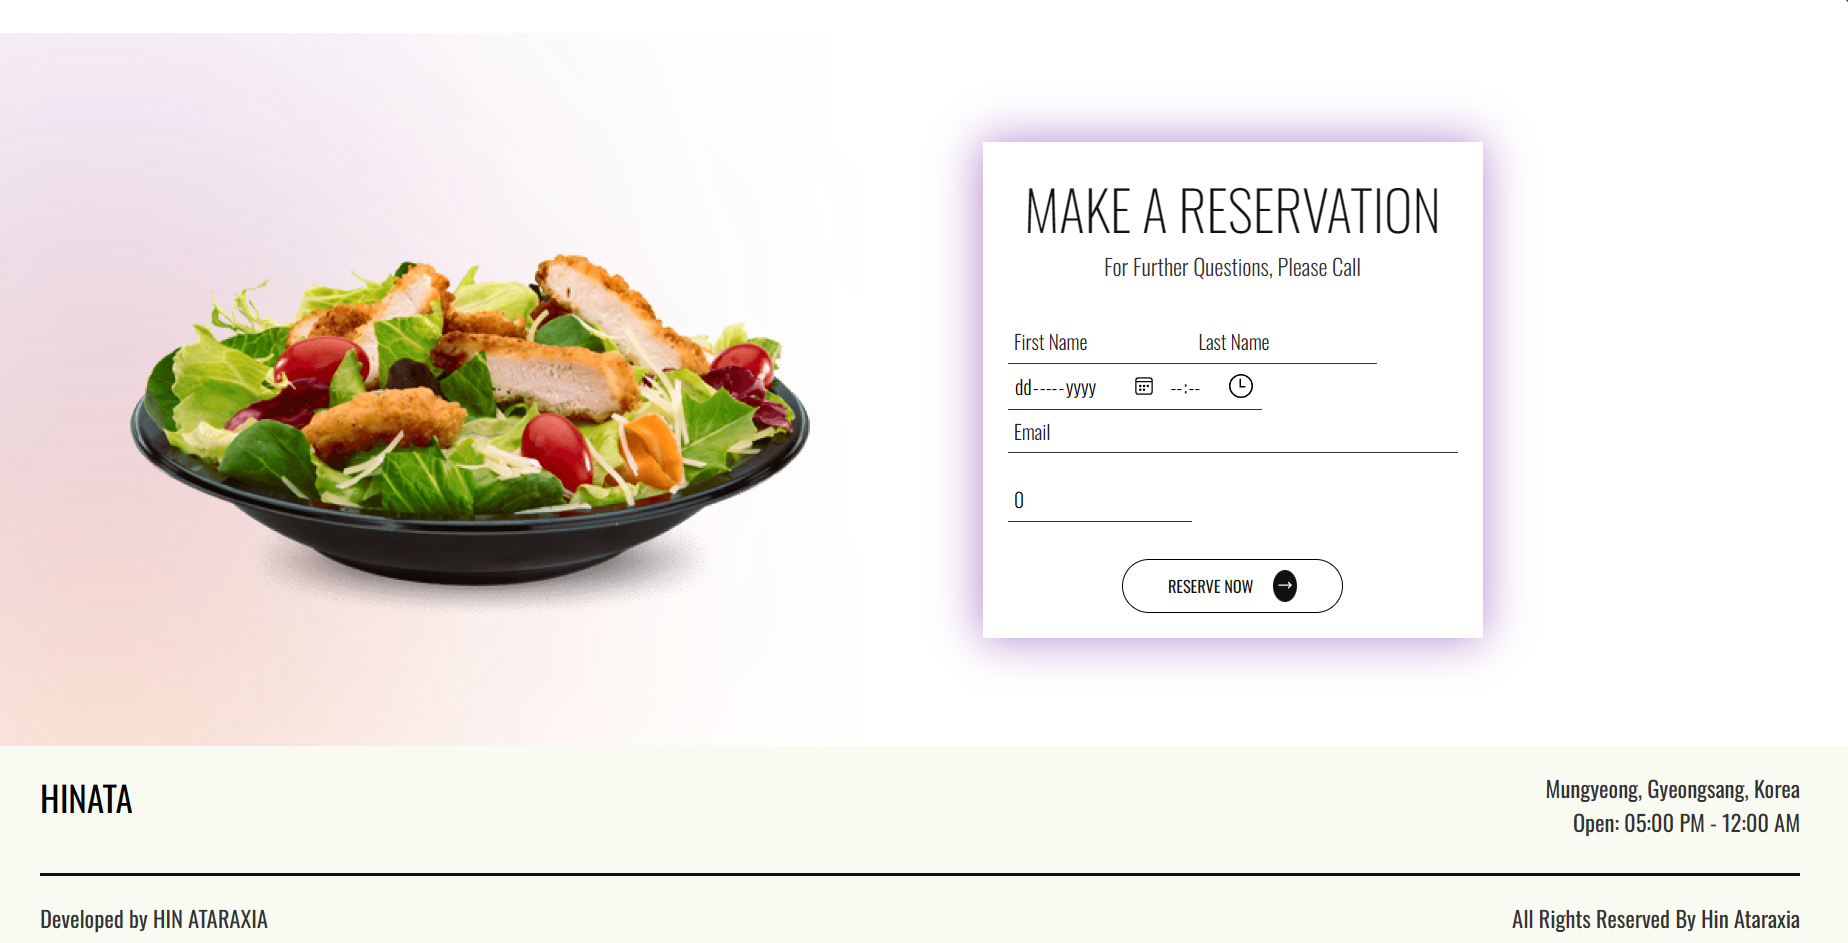 MAKE A RESERVATION
For Further Questions, Please Call
First Name Last Name
dd-----yyyy --:--
Email
0
RESERVE NOW →
HINATA
Mungyeong, Gyeongsang, Korea
Open: 05:00 PM - 12:00 AM
Developed by HIN ATARAXIA
All Rights Reserved By Hin Ataraxia